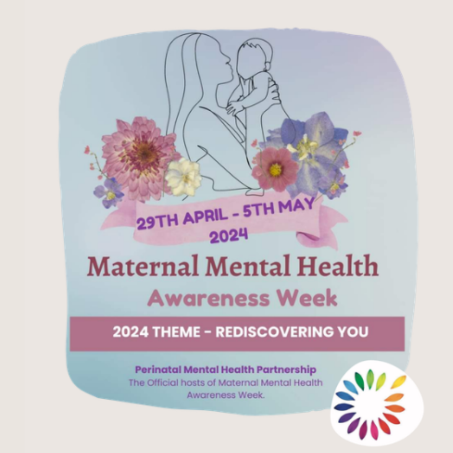 29TH APRIL - 5TH MAY
2024
Maternal Mental Health
Awareness Week
2024 THEME - REDISCOVERING YOU
Perinatal Mental Health Partnership
The Official hosts of Maternal Mental Health
Awareness Week.